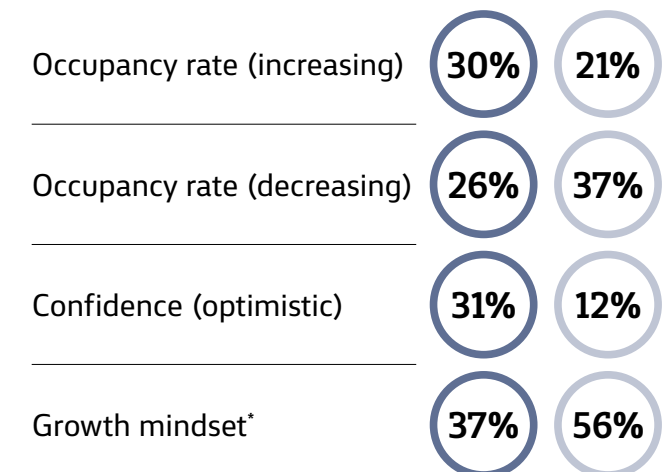 Occupancy rate (increasing) 30% 21%
Occupancy rate (decreasing) 26% 37%
Confidence (optimistic) 31% 12%
Growth mindset* 37% 56%